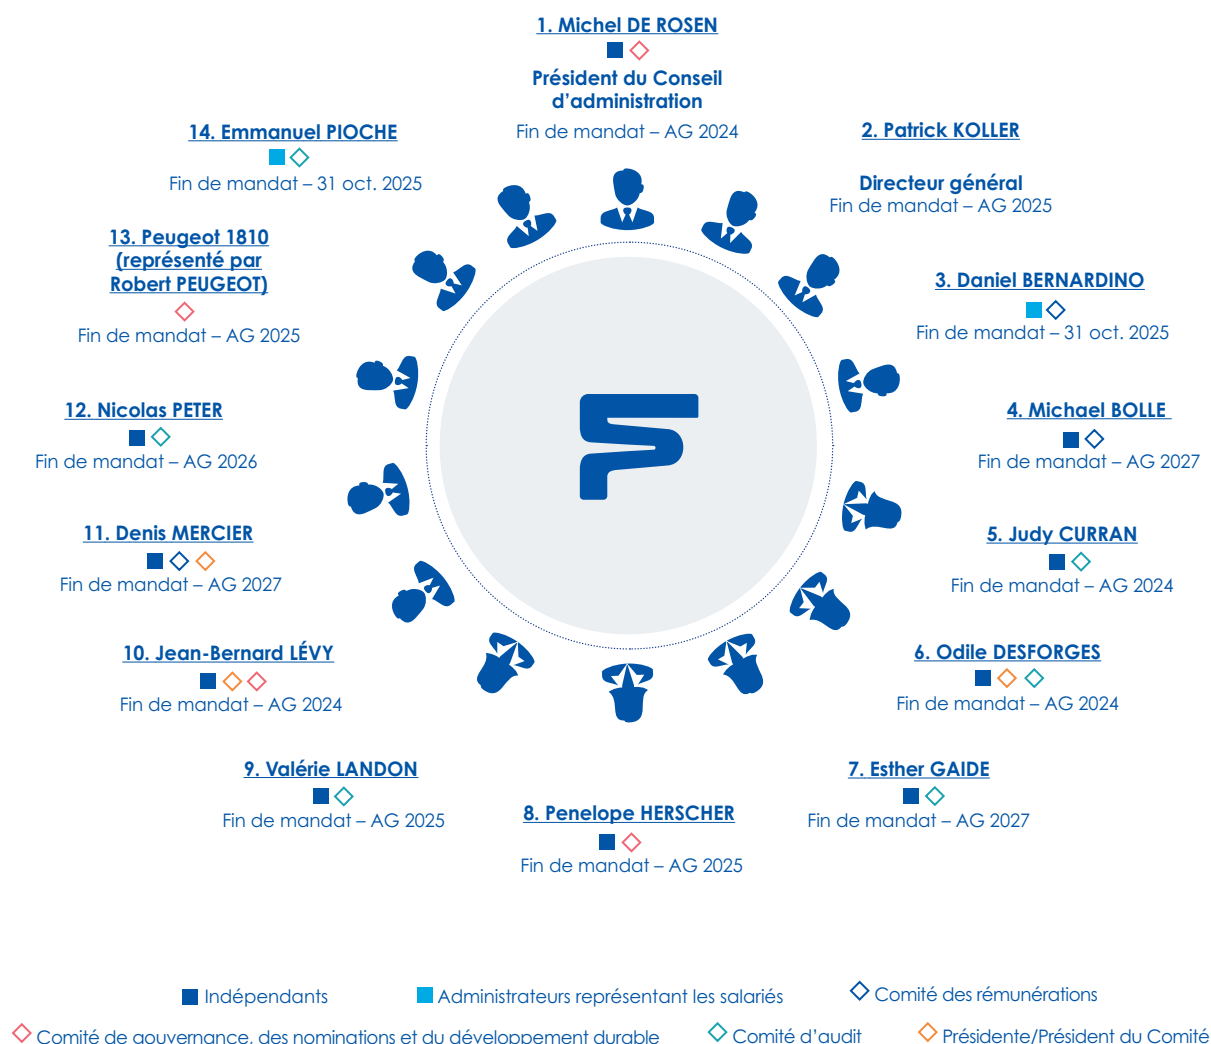 1. Michel DE ROSEN
Président du Conseil
d’administration
Fin de mandat – AG 2024
2. Patrick KOLLER
Directeur général
Fin de mandat – AG 2025
3. Daniel BERNARDINO
Fin de mandat – 31 oct. 2025
4. Michael BOLLE
Fin de mandat – AG 2027
5. Judy CURRAN
Fin de mandat – AG 2024
6. Odile DESFORGES
Fin de mandat – AG 2024
7. Esther GAIDE
Fin de mandat – AG 2027
8. Penelope HERSCHER
Fin de mandat – AG 2025
9. Valérie LANDON
Fin de mandat – AG 2025
10. Jean-Bernard LÉVY
Fin de mandat – AG 2024
11. Denis MERCIER
Fin de mandat – AG 2027
12. Nicolas PETER
Fin de mandat – AG 2026
13. Peugeot 1810
(représenté par
Robert PEUGEOT)
Fin de mandat – AG 2025
14. Emmanuel PIOCHE
Fin de mandat – 31 oct. 2025
Indépendants
Administrateurs représentant les salariés
Comité des rémunérations
Comité de gouvernance, des nominations et du développement durable
Comité d’audit
Présidente/Président du Comité